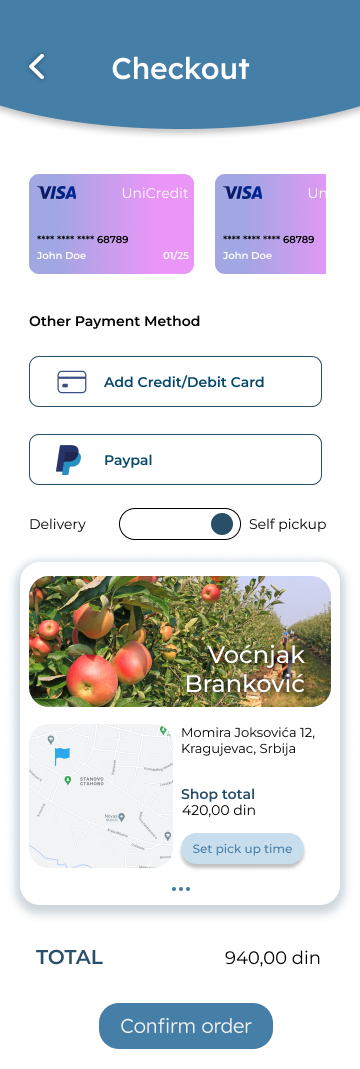 Checkout
VISA UniCredit
**** **** **** 68789
John Doe 01/25
VISA Un
**** **** **** 68789
John Doe
Other Payment Method
Add Credit/Debit Card
Paypal
Delivery Self pickup
Voćnjak
Branković
STANOVO
СТАНОВО
Momira Joksovića 12,
Kragujevac, Srbija
Shop total
420,00 din
Set pick up time
TOTAL 940,00 din
Confirm order